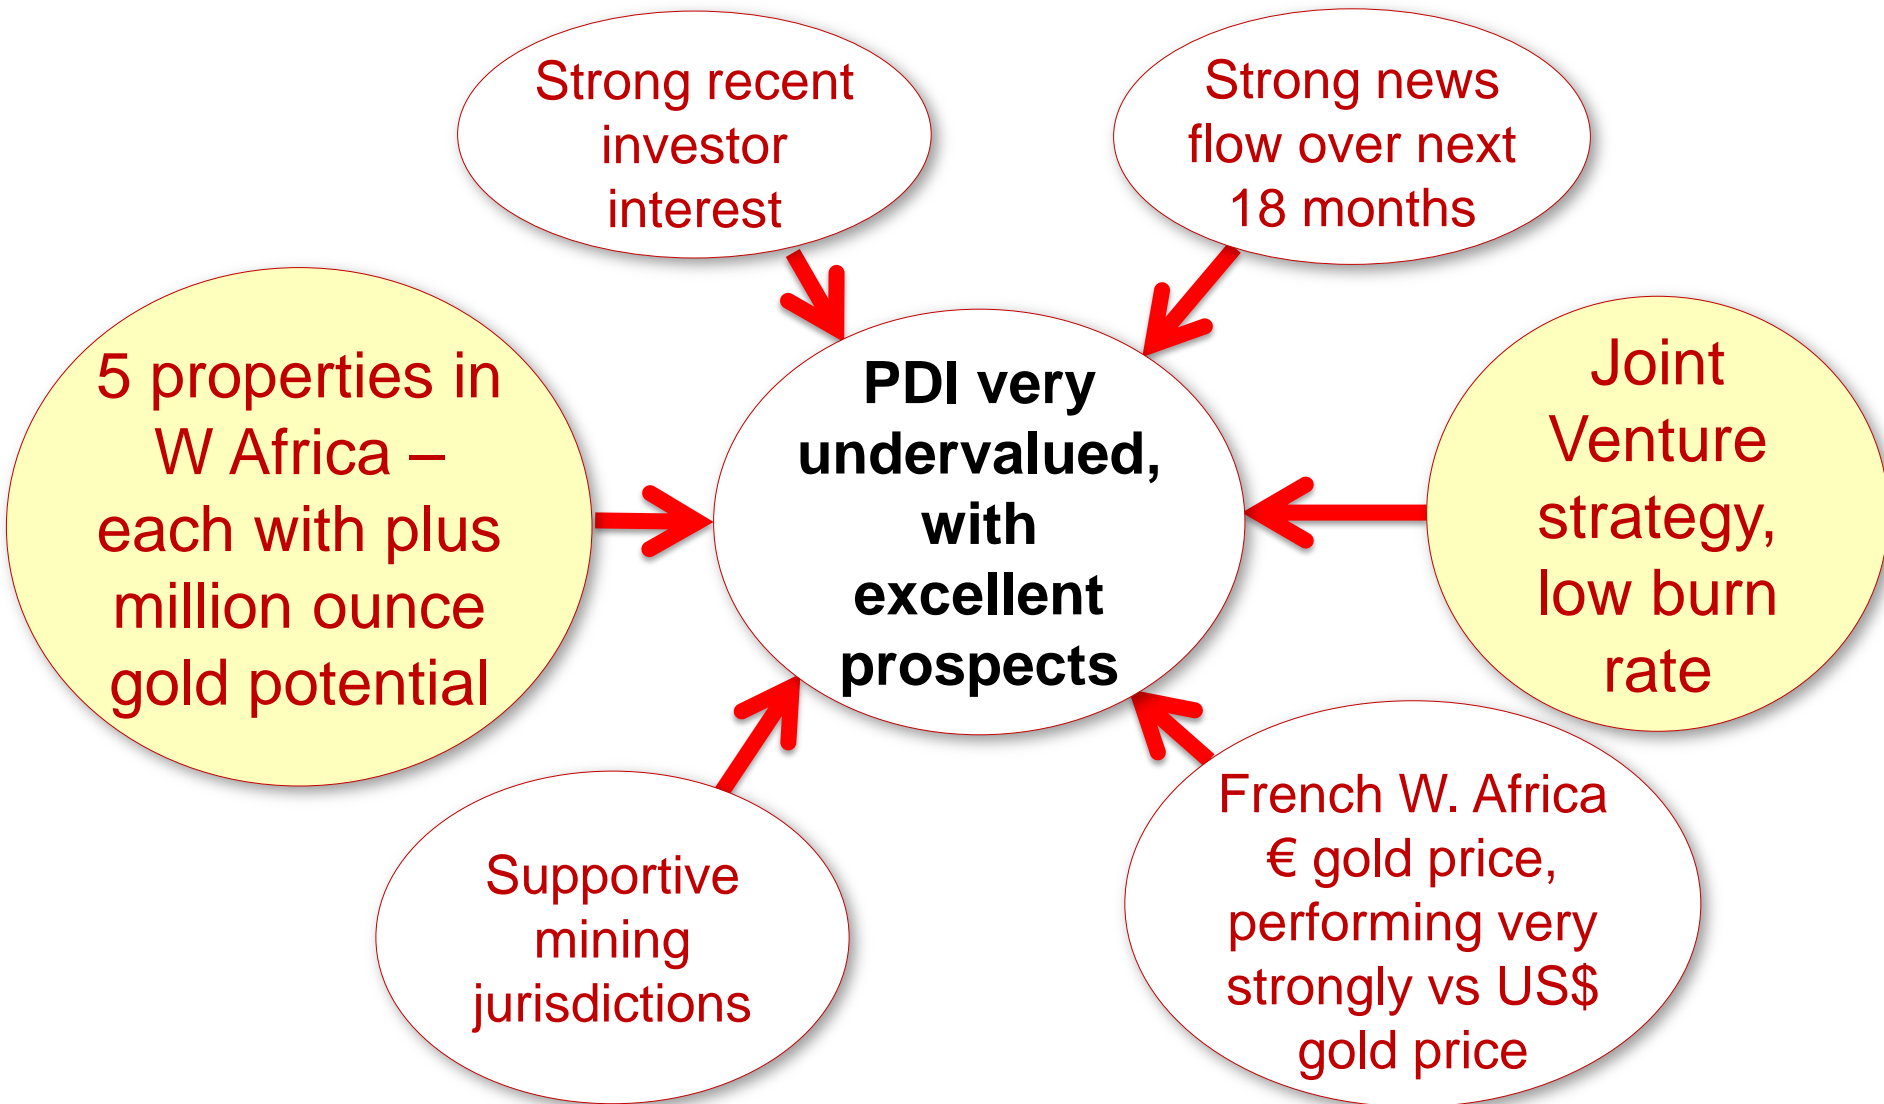 Strong recent
investor
interest
Strong news
flow over next
18 months
5 properties in
W Africa –
each with plus
million ounce
gold potential
PDI very
undervalued,
with
excellent
prospects
Joint
Venture
strategy,
low burn
rate
Supportive
mining
jurisdictions
French W. Africa
€ gold price,
performing very
strongly vs US$
gold price